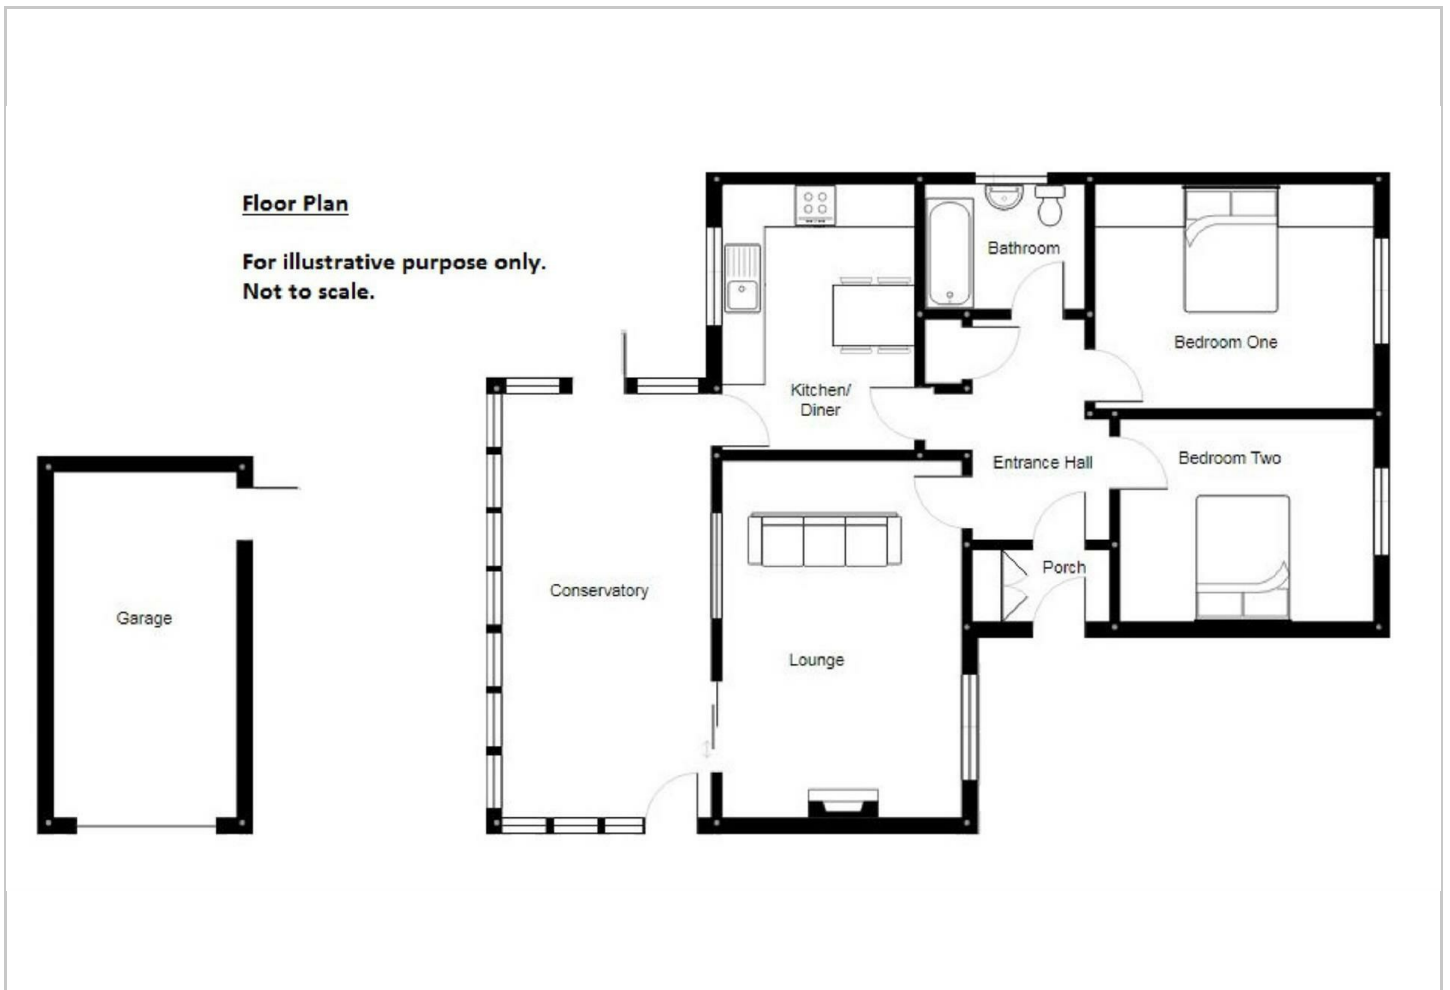 Floor Plan
For illustrative purpose only.
Not to scale.
Bathroom
Bedroom One
Kitchen/
Diner
Entrance Hall
Bedroom Two
Porch
Conservatory
Garage
Lounge